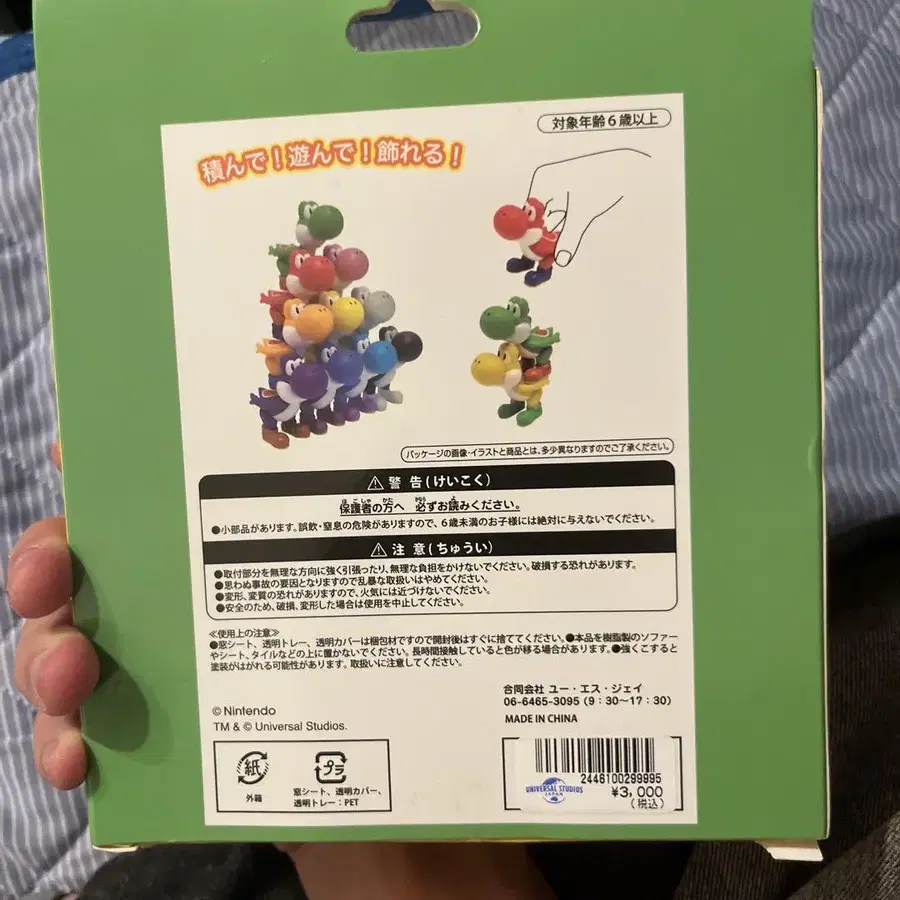 対象年齢6歳以上
積んで!遊んで!飾れる!
パッケージの画像・イラストと商品とは、多少異なりますのでご了承ください。
⚠警告(けいこく)
保護者の方へ 必ずお読みください。
●小部品があります。誤飲・窒息の危険がありますので、6歳未満のお子様には絶対に与えないでください。
⚠注意(ちゅうい)
●取付部分を無理な方向に強く引張ったり、無理な負担をかけないでください。破損する恐れがあります。
●思わぬ事故の要因となりますので乱暴な取扱いはやめてください。
●変形、変質の恐れがありますので、火気には近づけないでください。
●安全のため、破損、変形した場合は使用を中止してください。
≪使用上の注意≫
●窓シート、透明トレー、透明カバーは梱包材ですので開封後はすぐに捨ててください。●本品を樹脂製のソファー
やシート、タイルなどの上に置かないでください。長時間接触していると色が移る場合があります。●強くこすると
塗装がはがれる可能性があります。取扱いに注意してください。
合同会社 ユー・エス・ジェイ
06-6465-3095(9:30〜17:30)
MADE IN CHINA
© Nintendo
TM & © Universal Studios.
紙
外箱
プラ
窓シート、透明カバー、
透明トレー:PET
2446100299995
UNIVERSAL STUDIOS
JAPAN
¥3,000
(税込)